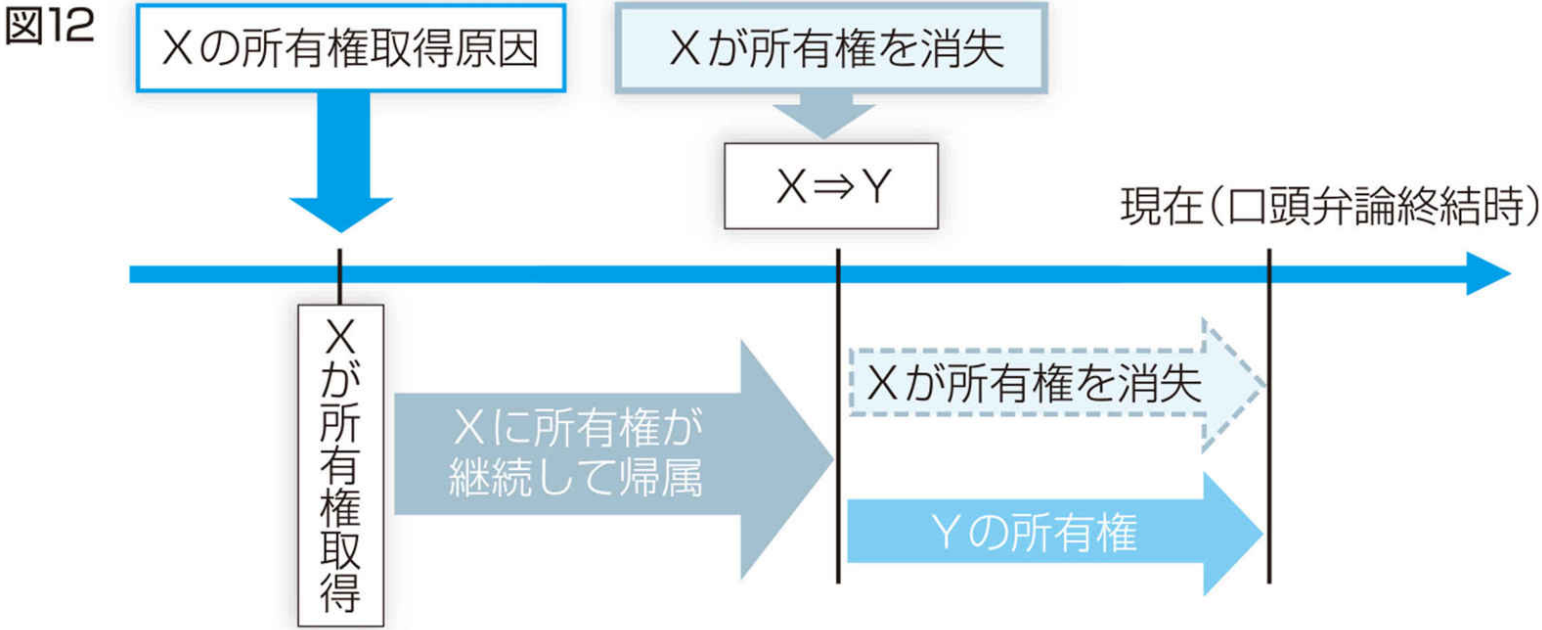 図12
Xの所有権取得原因
Xが所有権を消失
X⇒Y
現在(口頭弁論終結時)
Xが所有権取得
Xに所有権が
継続して帰属
Xが所有権を消失
Yの所有権